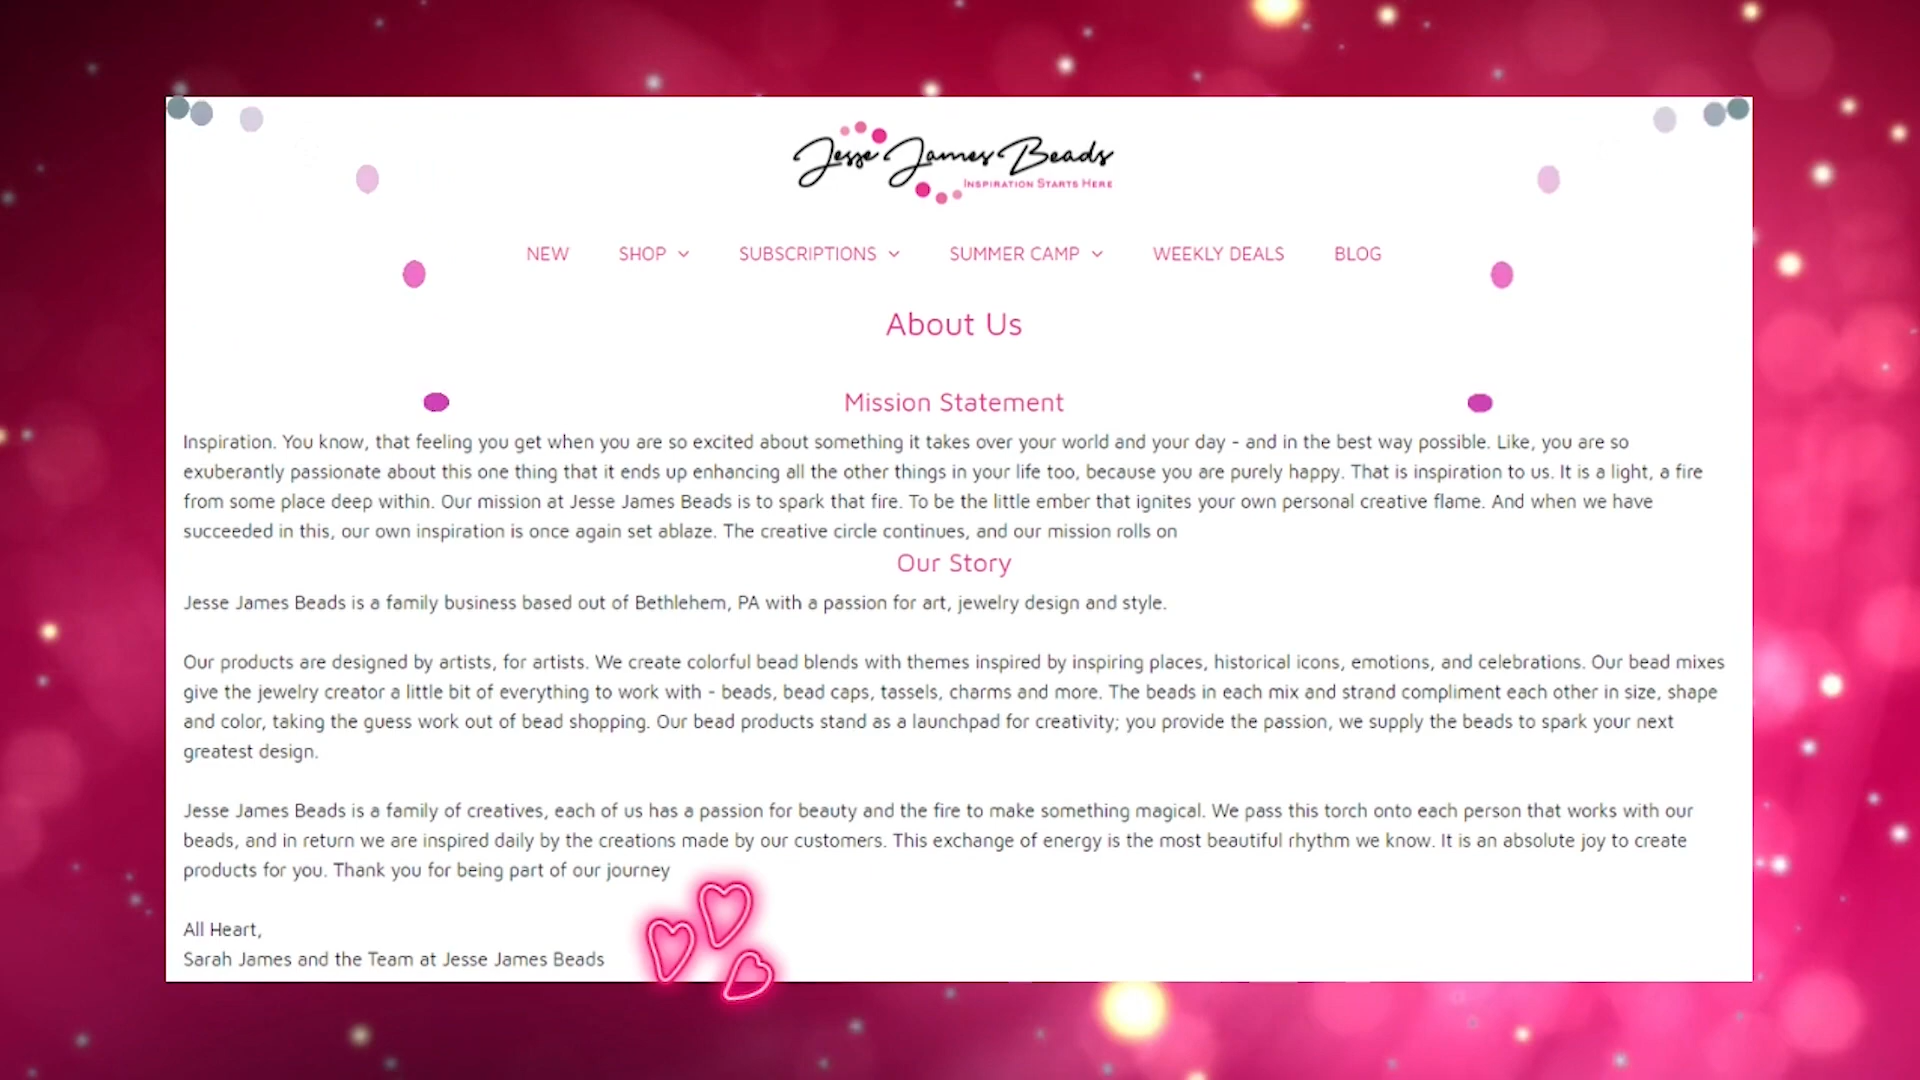 Jesse James Beads
INSPIRATION STARTS HERE
NEW SHOP SUBSCRIPTIONS SUMMER CAMP WEEKLY DEALS BLOG
About Us
Mission Statement
Inspiration. You know, that feeling you get when you are so excited about something it takes over your world and your day - and in the best way possible. Like, you are so
exuberantly passionate about this one thing that it ends up enhancing all the other things in your life too, because you are purely happy. That is inspiration to us. It is a light, a fire
from some place deep within. Our mission at Jesse James Beads is to spark that fire. To be the little ember that ignites your own personal creative flame. And when we have
succeeded in this, our own inspiration is once again set ablaze. The creative circle continues, and our mission rolls on
Our Story
Jesse James Beads is a family business based out of Bethlehem, PA with a passion for art, jewelry design and style.
Our products are designed by artists, for artists. We create colorful bead blends with themes inspired by inspiring places, historical icons, emotions, and celebrations. Our bead mixes
give the jewelry creator a little bit of everything to work with - beads, bead caps, tassels, charms and more. The beads in each mix and strand compliment each other in size, shape
and color, taking the guess work out of bead shopping. Our bead products stand as a launchpad for creativity; you provide the passion, we supply the beads to spark your next
greatest design.
Jesse James Beads is a family of creatives, each of us has a passion for beauty and the fire to make something magical. We pass this torch onto each person that works with our
beads, and in return we are inspired daily by the creations made by our customers. This exchange of energy is the most beautiful rhythm we know. It is an absolute joy to create
products for you. Thank you for being part of our journey
All Heart,
Sarah James and the Team at Jesse James Beads